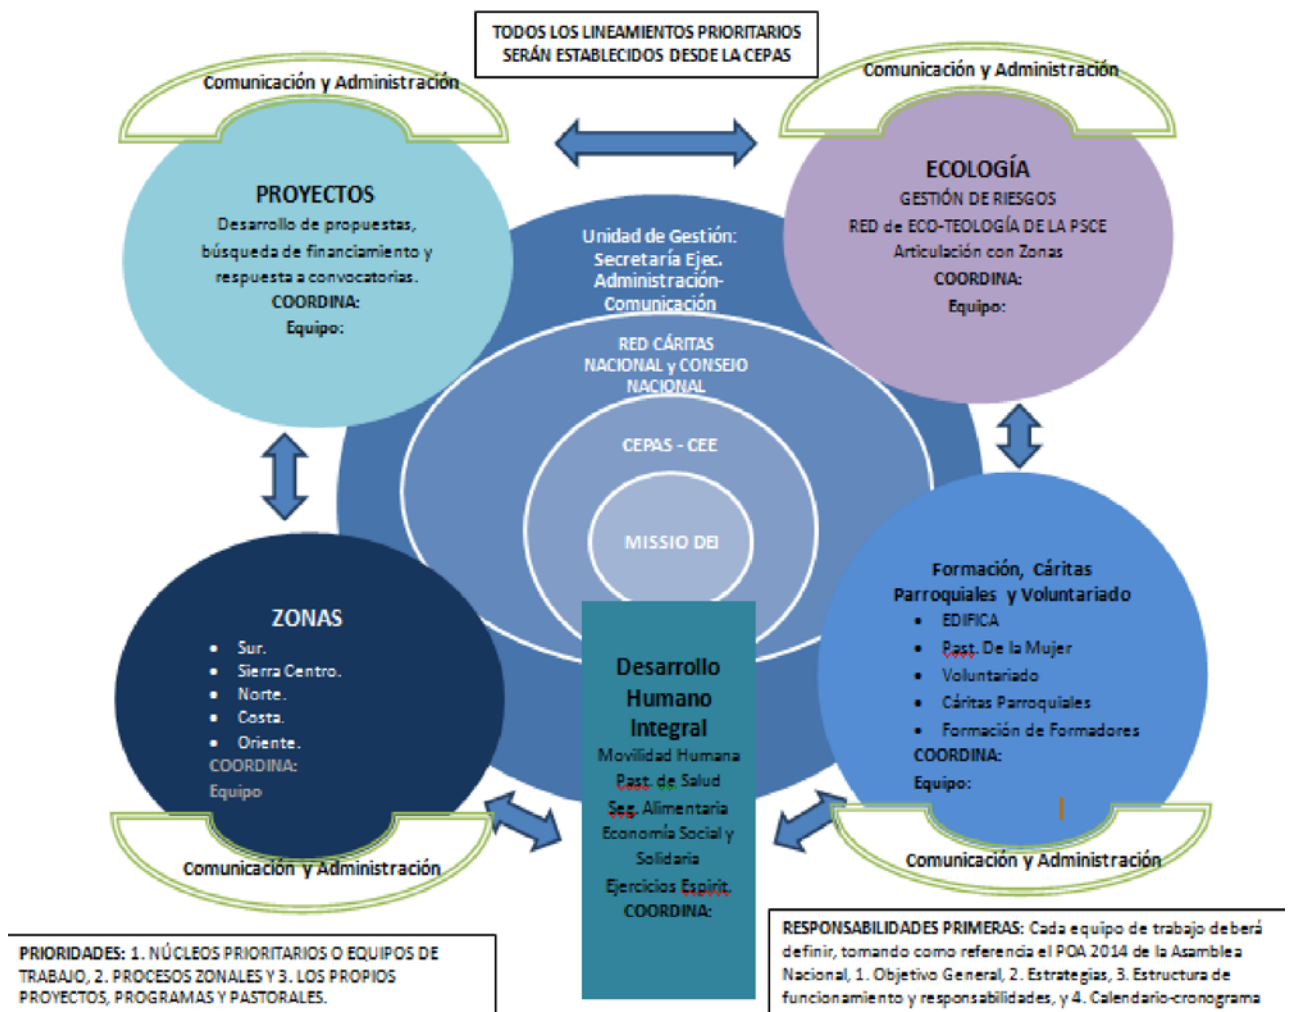 TODOS LOS LINEAMIENTOS PRIORITARIOS
SERÁN ESTABLECIDOS DESDE LA CEPAS
Comunicación y Administración
PROYECTOS
Desarrollo de propuestas,
búsqueda de financiamiento y
respuesta a convocatorias.
COORDINA:
Equipo:
Comunicación y Administración
ECOLOGÍA
GESTIÓN DE RIESGOS
RED de ECO-TEOLOGÍA DE LA PSCE
Articulación con Zonas
COORDINA:
Equipo:
Unidad de Gestión:
Secretaría Ejec.
Administración-
Comunicación
RED CÁRITAS
NACIONAL y CONSEJO
NACIONAL
CEPAS - CEE
MISSIO DEI
ZONAS
• Sur.
• Sierra Centro.
• Norte.
• Costa.
• Oriente.
COORDINA:
Equipo
Comunicación y Administración
Desarrollo
Humano
Integral
Movilidad Humana
Past. de Salud
Seg. Alimentaria
Economía Social y
Solidaria
Ejercicios Espirit.
COORDINA:
Formación, Cáritas
Parroquiales y Voluntariado
• EDIFICA
• Past. De la Mujer
• Voluntariado
• Cáritas Parroquiales
• Formación de Formadores
COORDINA:
Equipo:
Comunicación y Administración
PRIORIDADES: 1. NÚCLEOS PRIORITARIOS O EQUIPOS DE
TRABAJO, 2. PROCESOS ZONALES Y 3. LOS PROPIOS
PROYECTOS, PROGRAMAS Y PASTORALES.
RESPONSABILIDADES PRIMERAS: Cada equipo de trabajo deberá
definir, tomando como referencia el POA 2014 de la Asamblea
Nacional, 1. Objetivo General, 2. Estrategias, 3. Estructura de
funcionamiento y responsabilidades, y 4. Calendario-cronograma